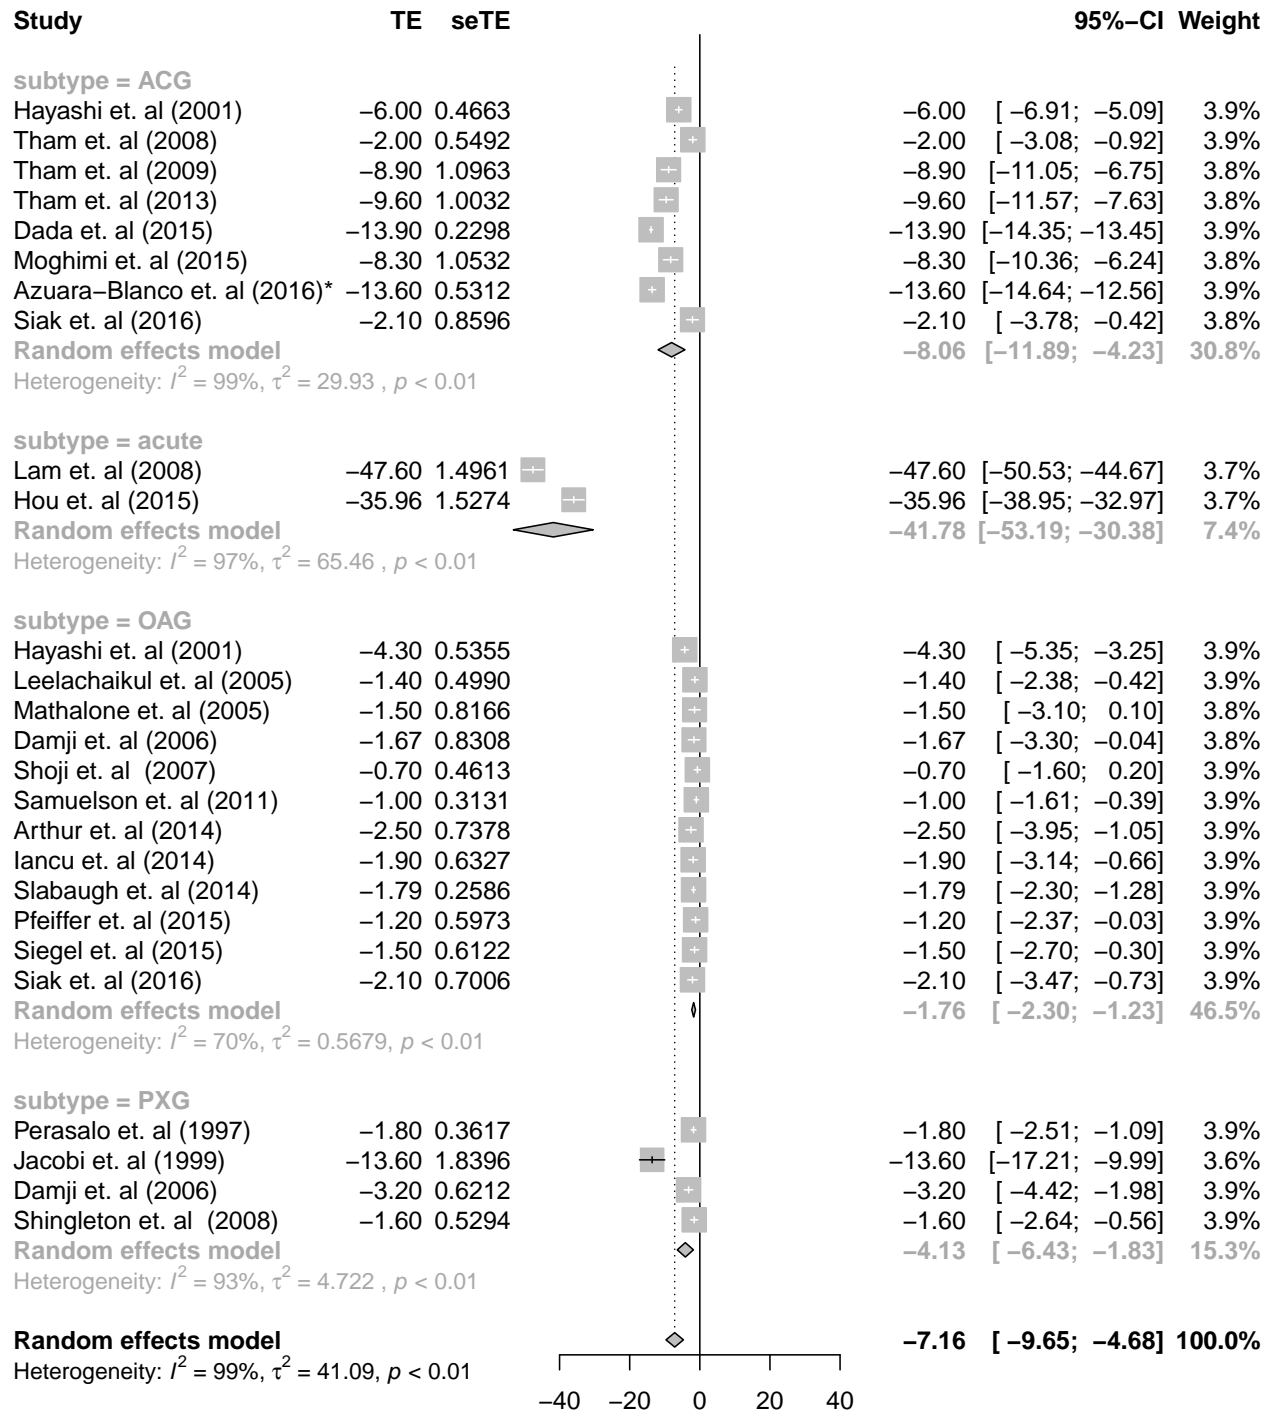 Study TE seTE 95%−CI Weight
subtype = ACG
Hayashi et. al (2001) −6.00 0.4663 −6.00 [ −6.91; −5.09] 3.9%
Tham et. al (2008) −2.00 0.5492 −2.00 [ −3.08; −0.92] 3.9%
Tham et. al (2009) −8.90 1.0963 −8.90 [−11.05; −6.75] 3.8%
Tham et. al (2013) −9.60 1.0032 −9.60 [−11.57; −7.63] 3.8%
Dada et. al (2015) −13.90 0.2298 −13.90 [−14.35; −13.45] 3.9%
Moghimi et. al (2015) −8.30 1.0532 −8.30 [−10.36; −6.24] 3.8%
Azuara−Blanco et. al (2016)* −13.60 0.5312 −13.60 [−14.64; −12.56] 3.9%
Siak et. al (2016) −2.10 0.8596 −2.10 [ −3.78; −0.42] 3.8%
Random effects model −8.06 [−11.89; −4.23] 30.8%
Heterogeneity: I² = 99%, τ² = 29.93 , p < 0.01
subtype = acute
Lam et. al (2008) −47.60 1.4961 −47.60 [−50.53; −44.67] 3.7%
Hou et. al (2015) −35.96 1.5274 −35.96 [−38.95; −32.97] 3.7%
Random effects model −41.78 [−53.19; −30.38] 7.4%
Heterogeneity: I² = 97%, τ² = 65.46 , p < 0.01
subtype = OAG
Hayashi et. al (2001) −4.30 0.5355 −4.30 [ −5.35; −3.25] 3.9%
Leelachaikul et. al (2005) −1.40 0.4990 −1.40 [ −2.38; −0.42] 3.9%
Mathalone et. al (2005) −1.50 0.8166 −1.50 [ −3.10; 0.10] 3.8%
Damji et. al (2006) −1.67 0.8308 −1.67 [ −3.30; −0.04] 3.8%
Shoji et. al (2007) −0.70 0.4613 −0.70 [ −1.60; 0.20] 3.9%
Samuelson et. al (2011) −1.00 0.3131 −1.00 [ −1.61; −0.39] 3.9%
Arthur et. al (2014) −2.50 0.7378 −2.50 [ −3.95; −1.05] 3.9%
Iancu et. al (2014) −1.90 0.6327 −1.90 [ −3.14; −0.66] 3.9%
Slabaugh et. al (2014) −1.79 0.2586 −1.79 [ −2.30; −1.28] 3.9%
Pfeiffer et. al (2015) −1.20 0.5973 −1.20 [ −2.37; −0.03] 3.9%
Siegel et. al (2015) −1.50 0.6122 −1.50 [ −2.70; −0.30] 3.9%
Siak et. al (2016) −2.10 0.7006 −2.10 [ −3.47; −0.73] 3.9%
Random effects model −1.76 [ −2.30; −1.23] 46.5%
Heterogeneity: I² = 70%, τ² = 0.5679, p < 0.01
subtype = PXG
Perasalo et. al (1997) −1.80 0.3617 −1.80 [ −2.51; −1.09] 3.9%
Jacobi et. al (1999) −13.60 1.8396 −13.60 [−17.21; −9.99] 3.6%
Damji et. al (2006) −3.20 0.6212 −3.20 [ −4.42; −1.98] 3.9%
Shingleton et. al (2008) −1.60 0.5294 −1.60 [ −2.64; −0.56] 3.9%
Random effects model −4.13 [ −6.43; −1.83] 15.3%
Heterogeneity: I² = 93%, τ² = 4.722 , p < 0.01
Random effects model −7.16 [ −9.65; −4.68] 100.0%
Heterogeneity: I² = 99%, τ² = 41.09, p < 0.01
−40 −20 0 20 40